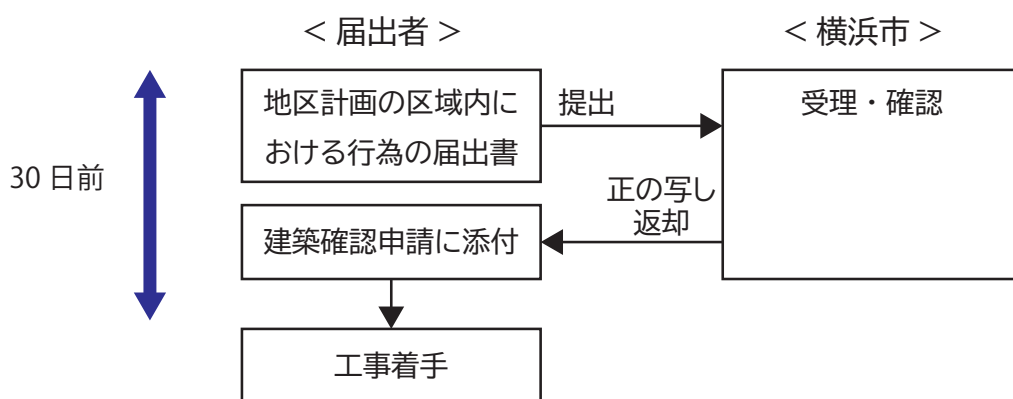 ＜ 届出者 ＞
＜ 横浜市 ＞
地区計画の区域内に
おける行為の届出書
提出
受理・確認
30 日前
正の写し
返却
建築確認申請に添付
工事着手